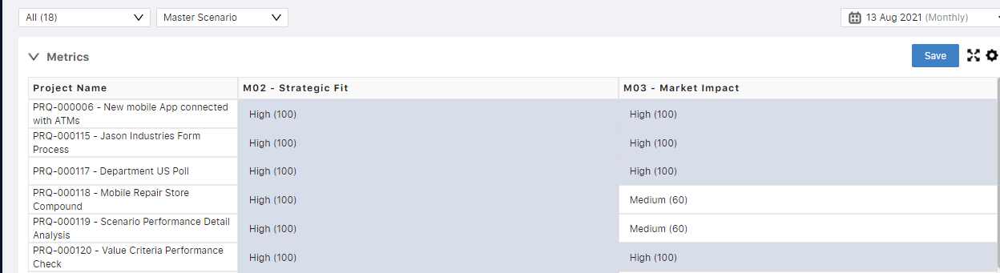 All (18)
Master Scenario
13 Aug 2021 (Monthly)
Metrics
Save
Project Name
M02 - Strategic Fit
M03 - Market Impact
PRQ-000006 - New mobile App connected
with ATMs
High (100)
High (100)
PRQ-000115 - Jason Industries Form
Process
High (100)
High (100)
PRQ-000117 - Department US Poll
High (100)
High (100)
PRQ-000118 - Mobile Repair Store
Compound
High (100)
Medium (60)
PRQ-000119 - Scenario Performance Detail
Analysis
High (100)
Medium (60)
PRQ-000120 - Value Criteria Performance
Check
High (100)
High (100)